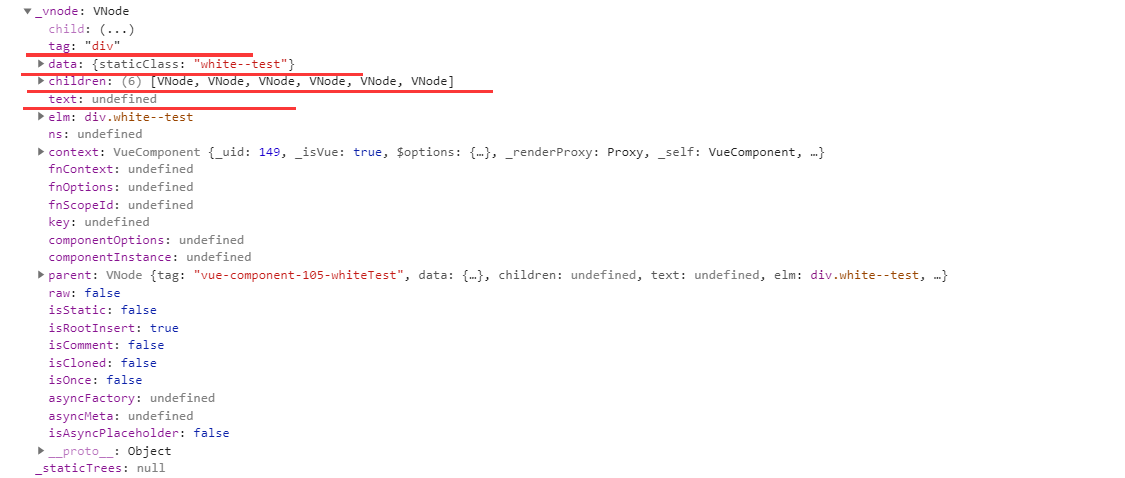 _vnode: VNode
child: (...)
tag: "div"
data: {staticClass: "white--test"}
children: (6) [VNode, VNode, VNode, VNode, VNode, VNode]
text: undefined
elm: div.white--test
ns: undefined
context: VueComponent {_uid: 149, _isVue: true, $options: {…}, _renderProxy: Proxy, _self: VueComponent, …}
fnContext: undefined
fnOptions: undefined
fnScopeId: undefined
key: undefined
componentOptions: undefined
componentInstance: undefined
parent: VNode {tag: "vue-component-105-whiteTest", data: {…}, children: undefined, text: undefined, elm: div.white--test, …}
raw: false
isStatic: false
isRootInsert: true
isComment: false
isCloned: false
isOnce: false
asyncFactory: undefined
asyncMeta: undefined
isAsyncPlaceholder: false
__proto__: Object
_staticTrees: null